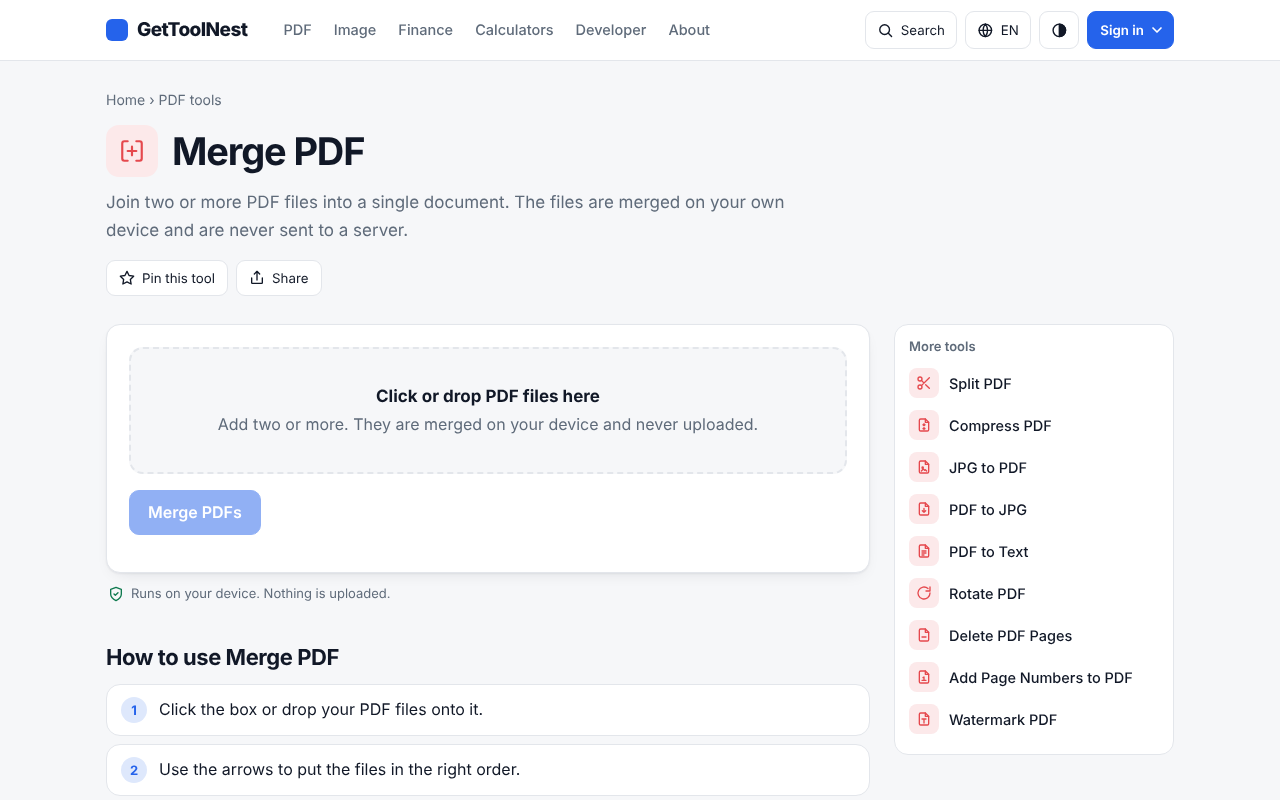 GetToolNest
PDF
Image
Finance
Calculators
Developer
About
Search
EN
Sign in
Home › PDF tools
Merge PDF
Join two or more PDF files into a single document. The files are merged on your own
device and are never sent to a server.
Pin this tool
Share
Click or drop PDF files here
Add two or more. They are merged on your device and never uploaded.
Merge PDFs
Runs on your device. Nothing is uploaded.
How to use Merge PDF
1 Click the box or drop your PDF files onto it.
2 Use the arrows to put the files in the right order.
More tools
Split PDF
Compress PDF
JPG to PDF
PDF to JPG
PDF to Text
Rotate PDF
Delete PDF Pages
Add Page Numbers to PDF
Watermark PDF